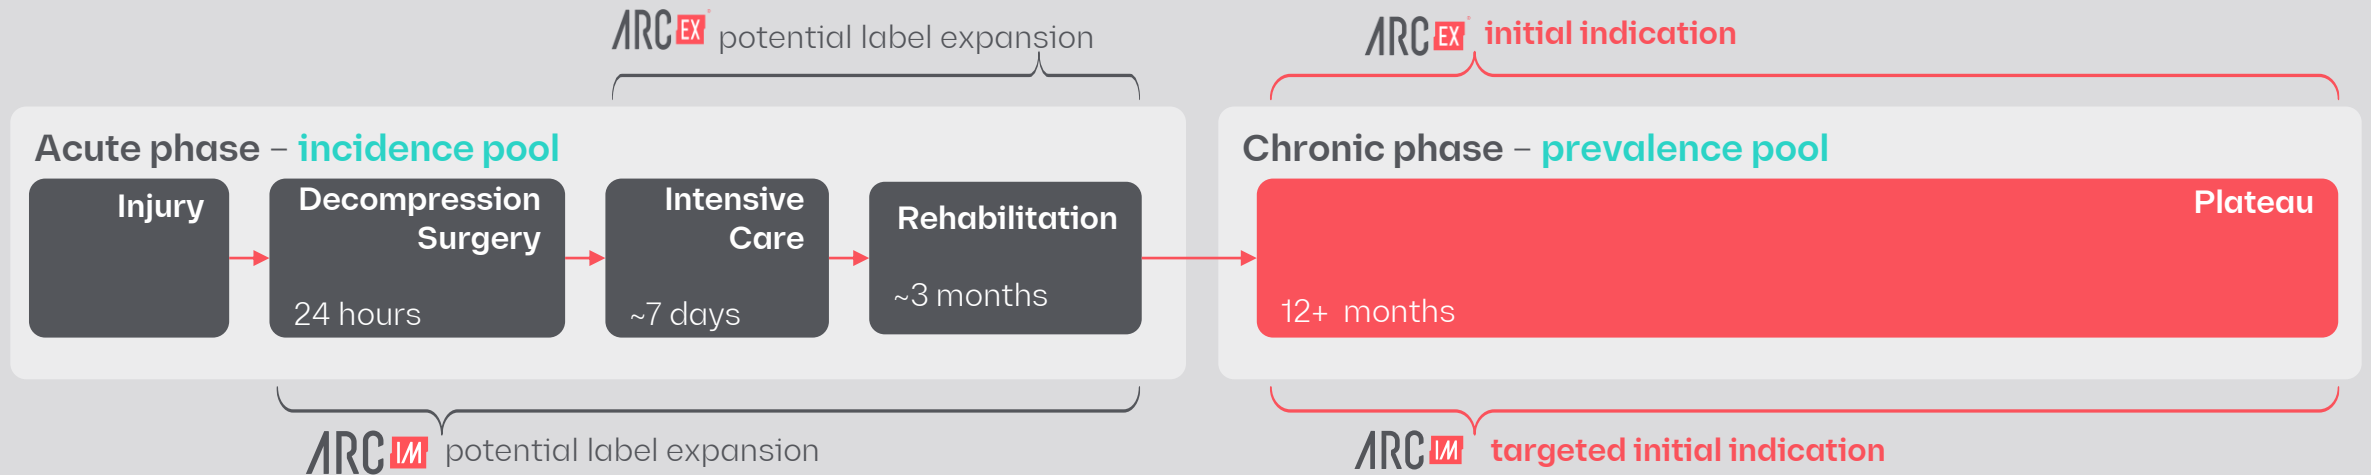 ARC EX® potential label expansion
ARC EX® initial indication
Acute phase – incidence pool
Injury
Decompression
Surgery
24 hours
Intensive
Care
~7 days
Rehabilitation
~3 months
Chronic phase – prevalence pool
Plateau
12+ months
ARC IM potential label expansion
ARC IM targeted initial indication